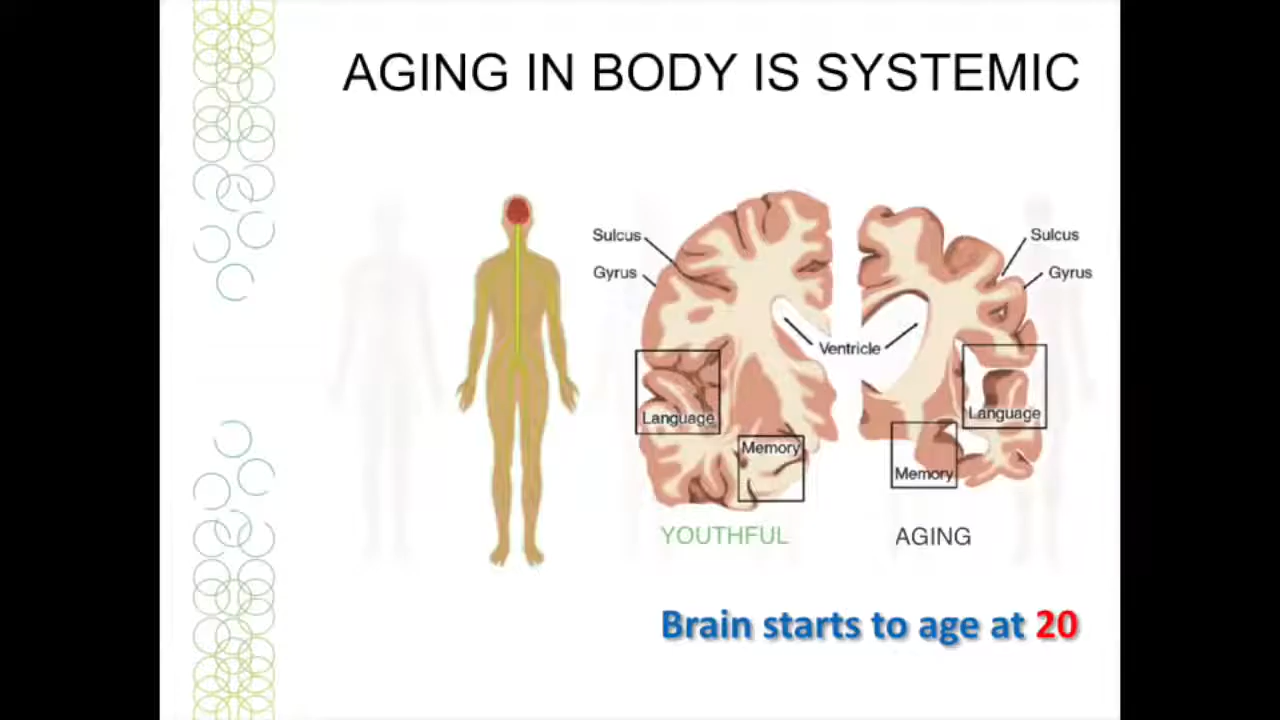 AGING IN BODY IS SYSTEMIC
Sulcus
Gyrus
Ventricle
Language
Memory
YOUTHFUL
Sulcus
Gyrus
Language
Memory
AGING
Brain starts to age at 20